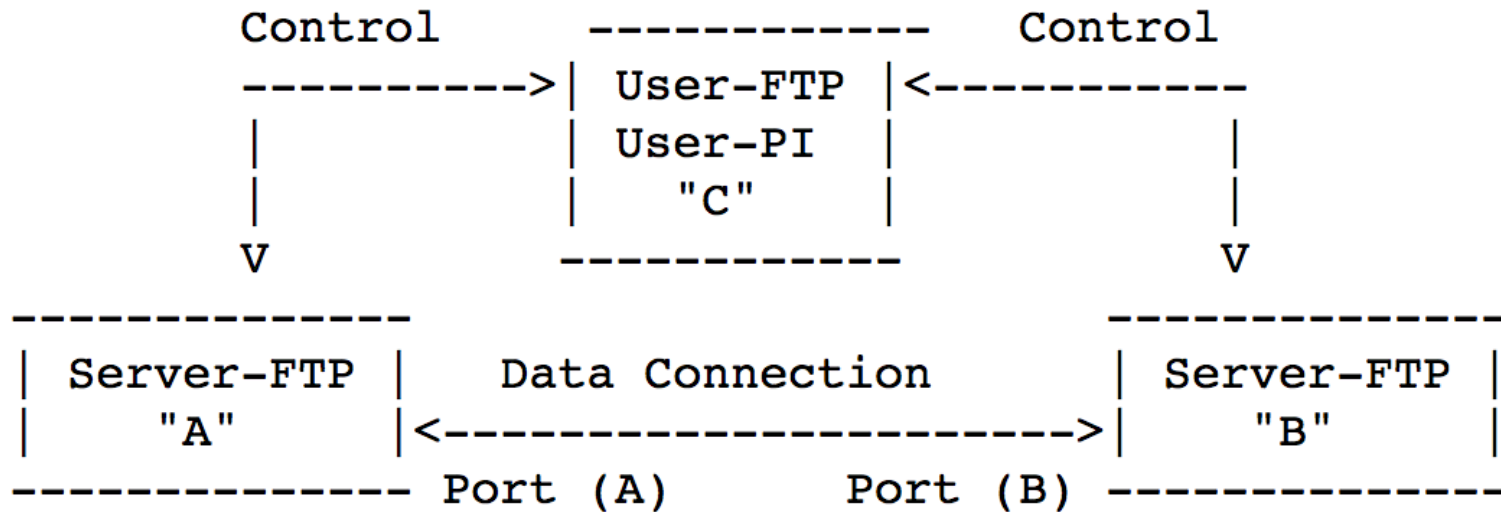 Control ------------ Control
---------->| User-FTP |<-----------
| | User-PI | |
| | "C" | |
V ------------ V
-------------- --------------
| Server-FTP | Data Connection | Server-FTP |
| "A" |<---------------------->| "B" |
-------------- Port (A) Port (B) --------------